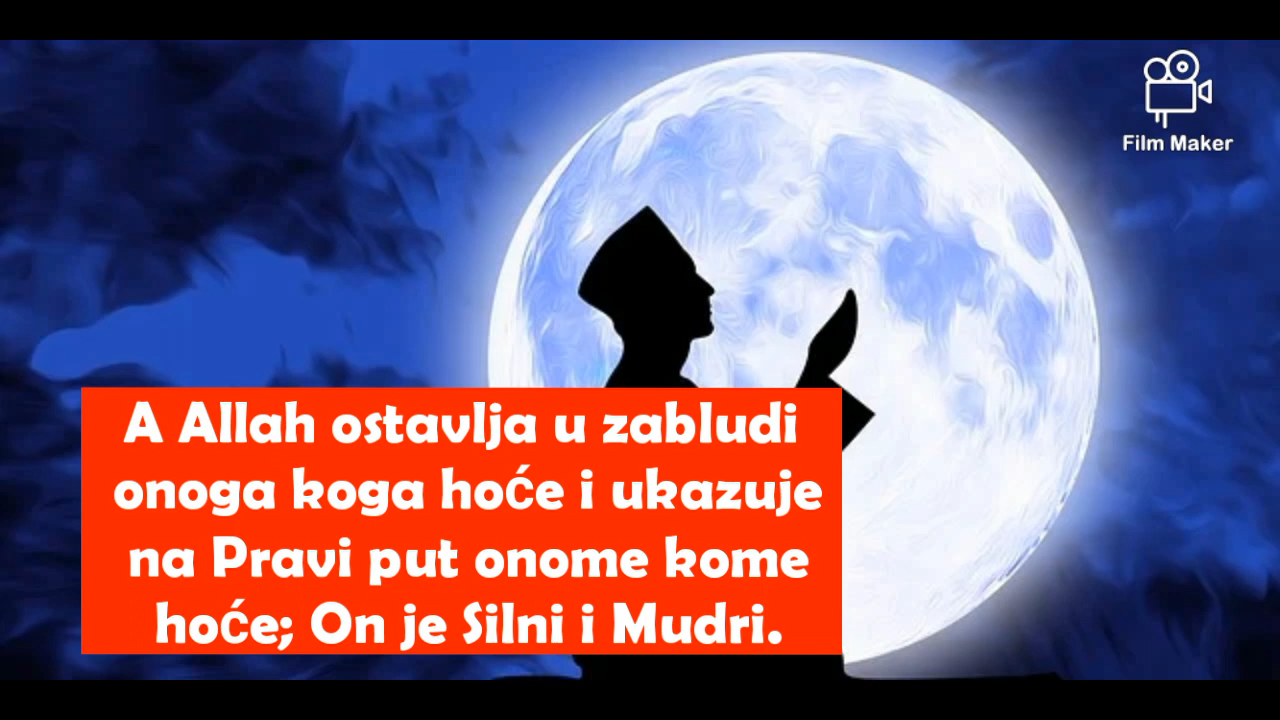 Film Maker
A Allah ostavlja u zabludi
onoga koga hoće i ukazuje
na Pravi put onome kome
hoće; On je Silni i Mudri.